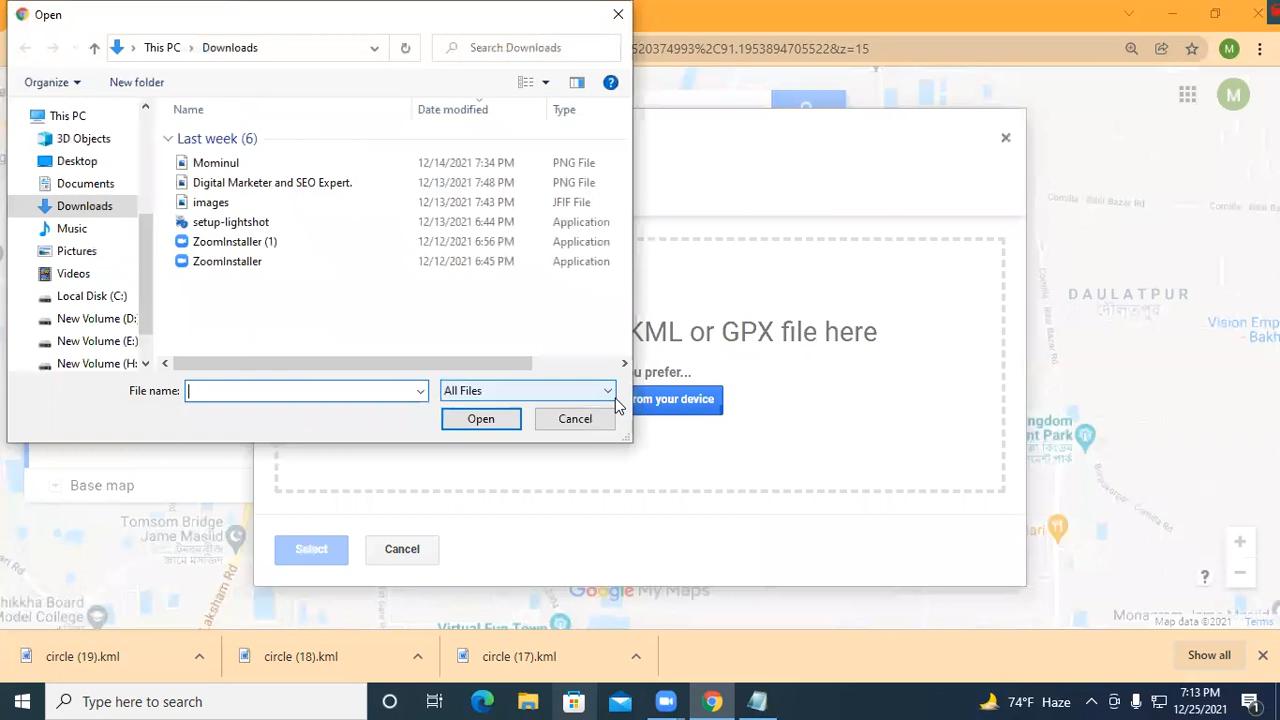 Open
This PC
Downloads
Search Downloads
520374993%2C91.1953894705522&z=15
M
Organize
New folder
?
M
This PC
3D Objects
Desktop
Documents
Downloads
Music
Pictures
Videos
Local Disk (C:)
New Volume (D:
New Volume (E:)
New Volume (H:
Name
Date modified
Type
Last week (6)
Mominul 12/14/2021 7:34 PM PNG File
Digital Marketer and SEO Expert. 12/13/2021 7:48 PM PNG File
images 12/13/2021 7:43 PM JFIF File
setup-lightshot 12/13/2021 6:44 PM Application
ZoomInstaller (1) 12/12/2021 6:56 PM Application
ZoomInstaller 12/12/2021 6:45 PM Application
File name:
All Files
Open
Cancel
KML or GPX file here
u prefer...
rom your device
Select
Cancel
Base map
Tomsom Bridge
Jame Masjid
Laksham Rd
hikkha Board
Model College
DAULATPUR
দৌলতপুর
Vision Emp
Bakh
ngdom
nt Park
Google My Maps
Virtual Fun Town
Map data ©2021
Terms
?
circle (19).kml
circle (18).kml
circle (17).kml
Show all
Type here to search
74°F Haze
7:13 PM
12/25/2021
1